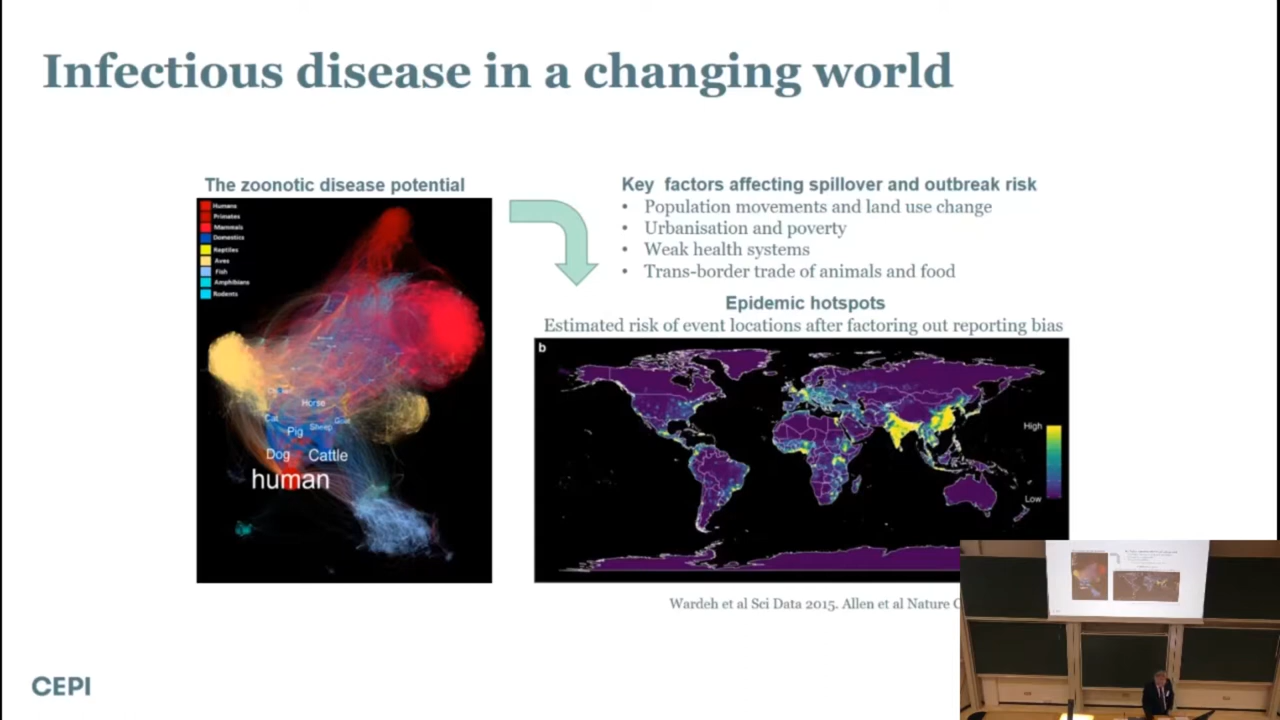 Infectious disease in a changing world
The zoonotic disease potential
Humans
Primates
Mammals
Domestics
Reptiles
Aves
Fish
Amphibians
Rodents
Horse
Cat
Goat
Sheep
Pig
Dog
Cattle
human
Key factors affecting spillover and outbreak risk
• Population movements and land use change
• Urbanisation and poverty
• Weak health systems
• Trans-border trade of animals and food
Epidemic hotspots
Estimated risk of event locations after factoring out reporting bias
b
High
Low
Wardeh et al Sci Data 2015. Allen et al Nature
CEPI